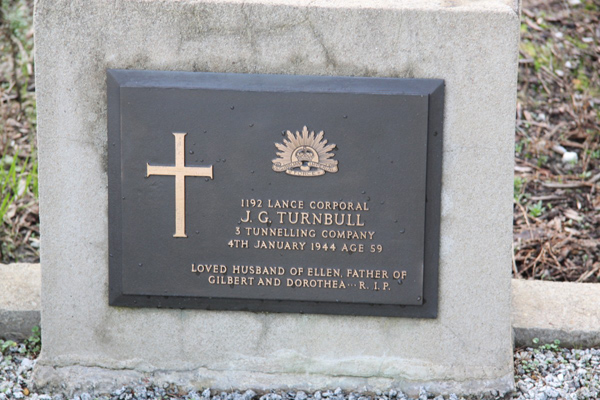 1192 LANCE CORPORAL
J. G. TURNBULL
3 TUNNELLING COMPANY
4TH JANUARY 1944 AGE 59
LOVED HUSBAND OF ELLEN, FATHER OF
GILBERT AND DOROTHEA ··· R. I. P.